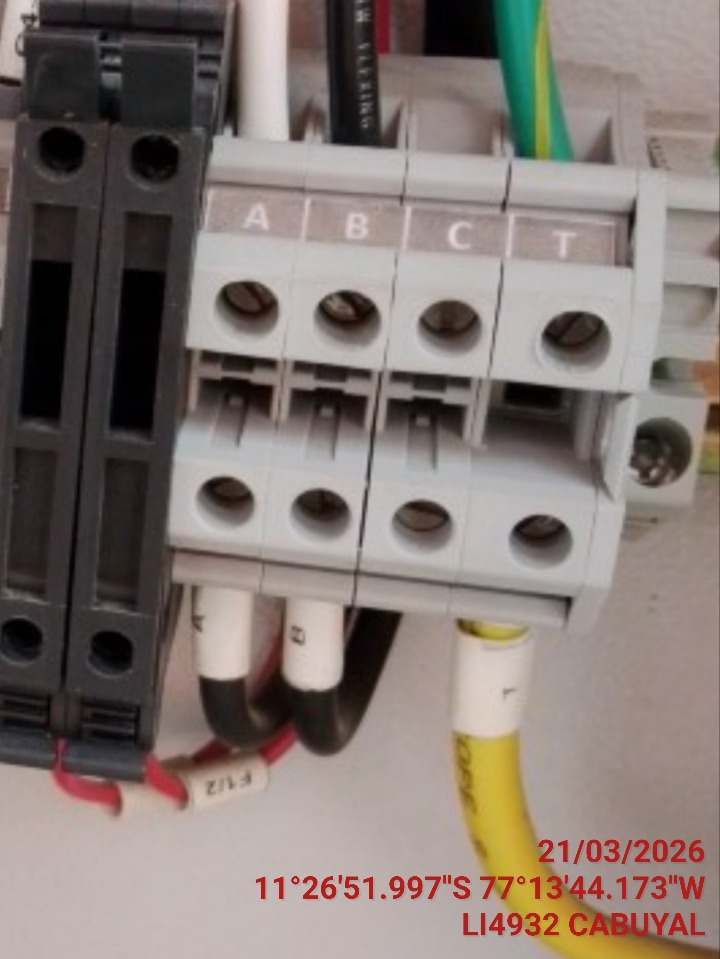 A B C T
A
B
F1/2
21/03/2026
11°26'51.997"S 77°13'44.173"W
LI4932 CABUYAL